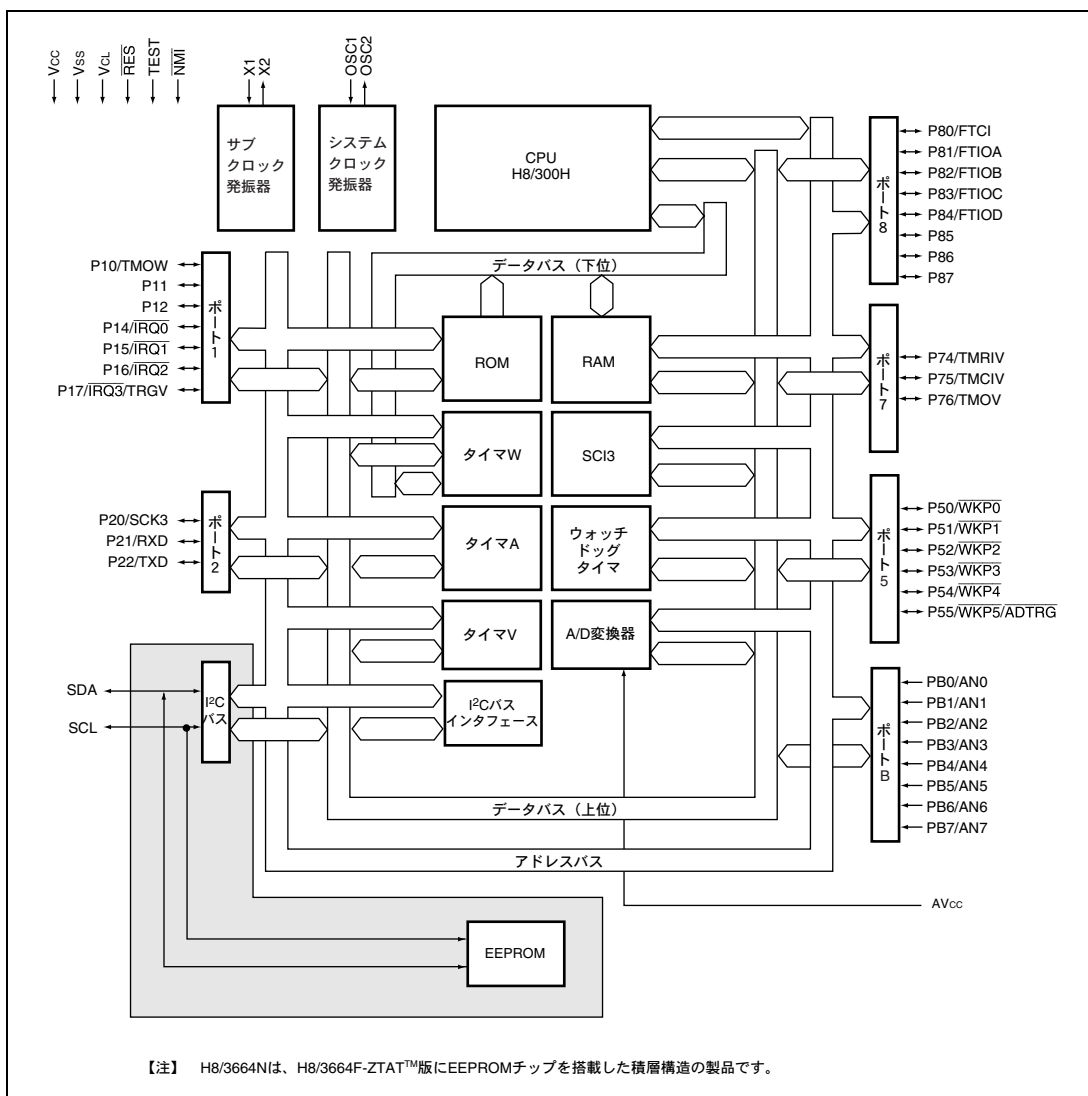 VCC
VSS
VCL
RES
TEST
NMI
X1
X2
OSC1
OSC2
サブ
クロック
発振器
システム
クロック
発振器
CPU
H8/300H
データバス（下位）
P10/TMOW
P11
P12
P14/IRQ0
P15/IRQ1
P16/IRQ2
P17/IRQ3/TRGV
ポート1
P20/SCK3
P21/RXD
P22/TXD
ポート2
SDA
SCL
I²C
バス
ROM
RAM
タイマW
SCI3
タイマA
ウォッチ
ドッグ
タイマ
タイマV
A/D変換器
I²Cバス
インタフェース
ポート8
P80/FTCI
P81/FTIOA
P82/FTIOB
P83/FTIOC
P84/FTIOD
P85
P86
P87
ポート7
P74/TMRIV
P75/TMCIV
P76/TMOV
ポート5
P50/WKP0
P51/WKP1
P52/WKP2
P53/WKP3
P54/WKP4
P55/WKP5/ADTRG
ポートB
PB0/AN0
PB1/AN1
PB2/AN2
PB3/AN3
PB4/AN4
PB5/AN5
PB6/AN6
PB7/AN7
データバス（上位）
アドレスバス
AVCC
EEPROM
【注】 H8/3664Nは、H8/3664F-ZTAT™版にEEPROMチップを搭載した積層構造の製品です。